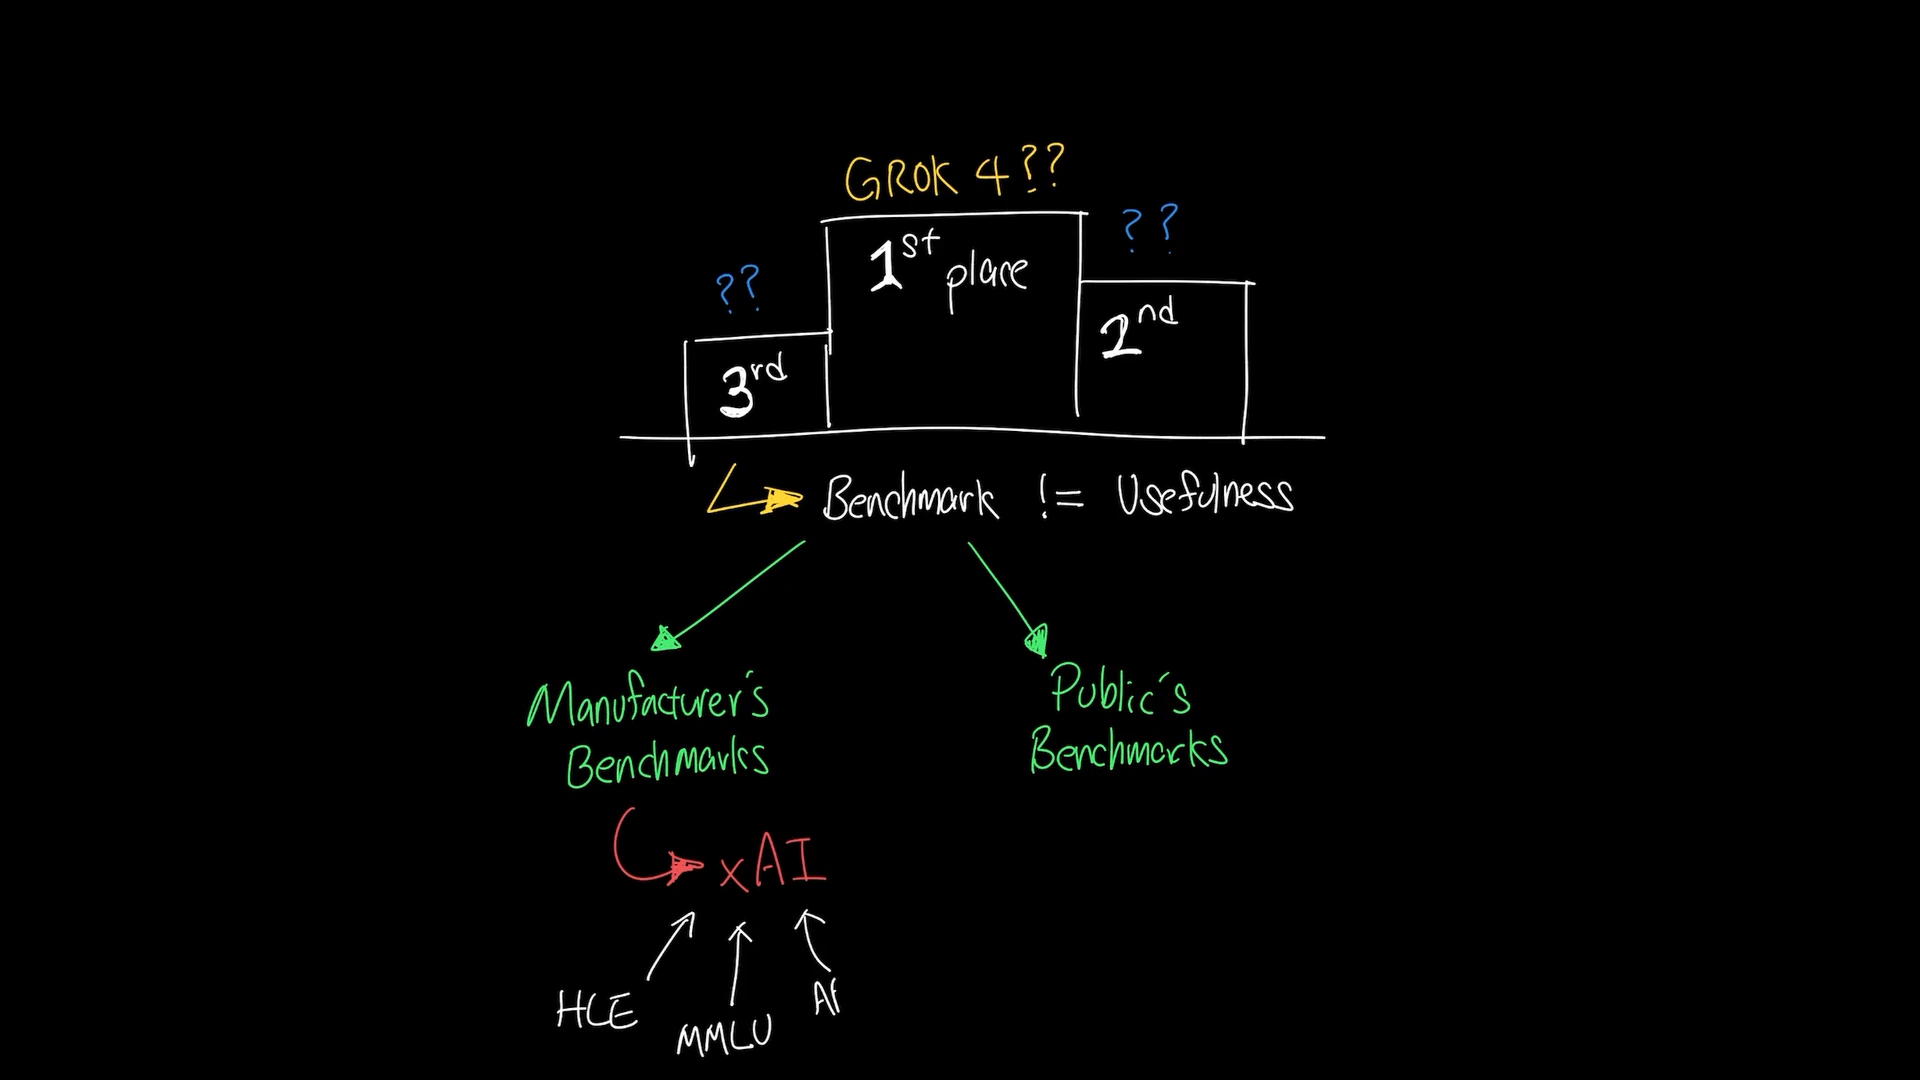 GROK 4??
??
1st place
??
2nd
3rd
Benchmark != Usefulness
Manufacturer's
Benchmarks
Public's
Benchmarks
xAI
HLE
MMLU